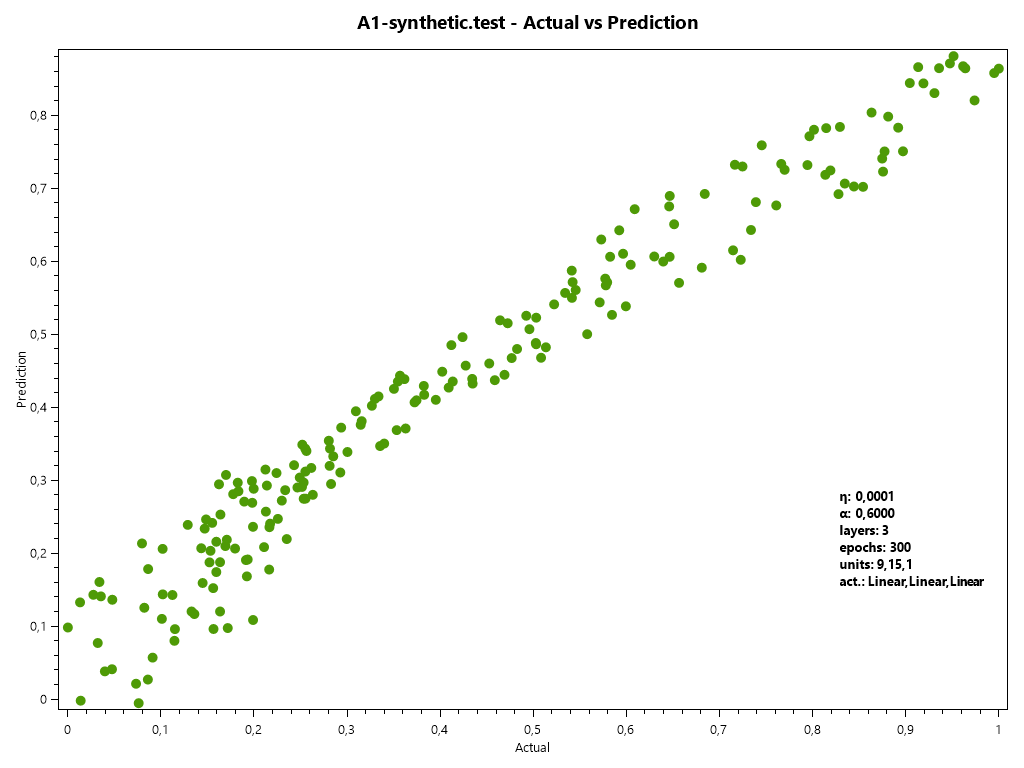 A1-synthetic.test - Actual vs Prediction
0,8
0,7
0,6
0,5
0,4
0,3
0,2
0,1
0
Prediction
η: 0,0001
α: 0,6000
layers: 3
epochs: 300
units: 9,15,1
act.: Linear,Linear,Linear
0 0,1 0,2 0,3 0,4 0,5 0,6 0,7 0,8 0,9 1
Actual